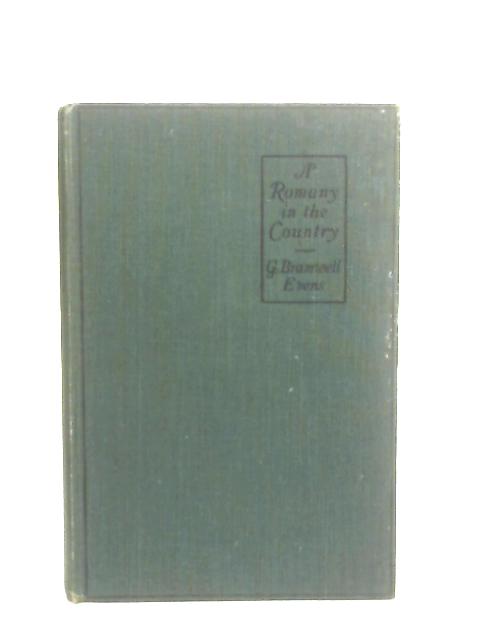 A
Romany
in the
Country
G. Bramwell
Evens